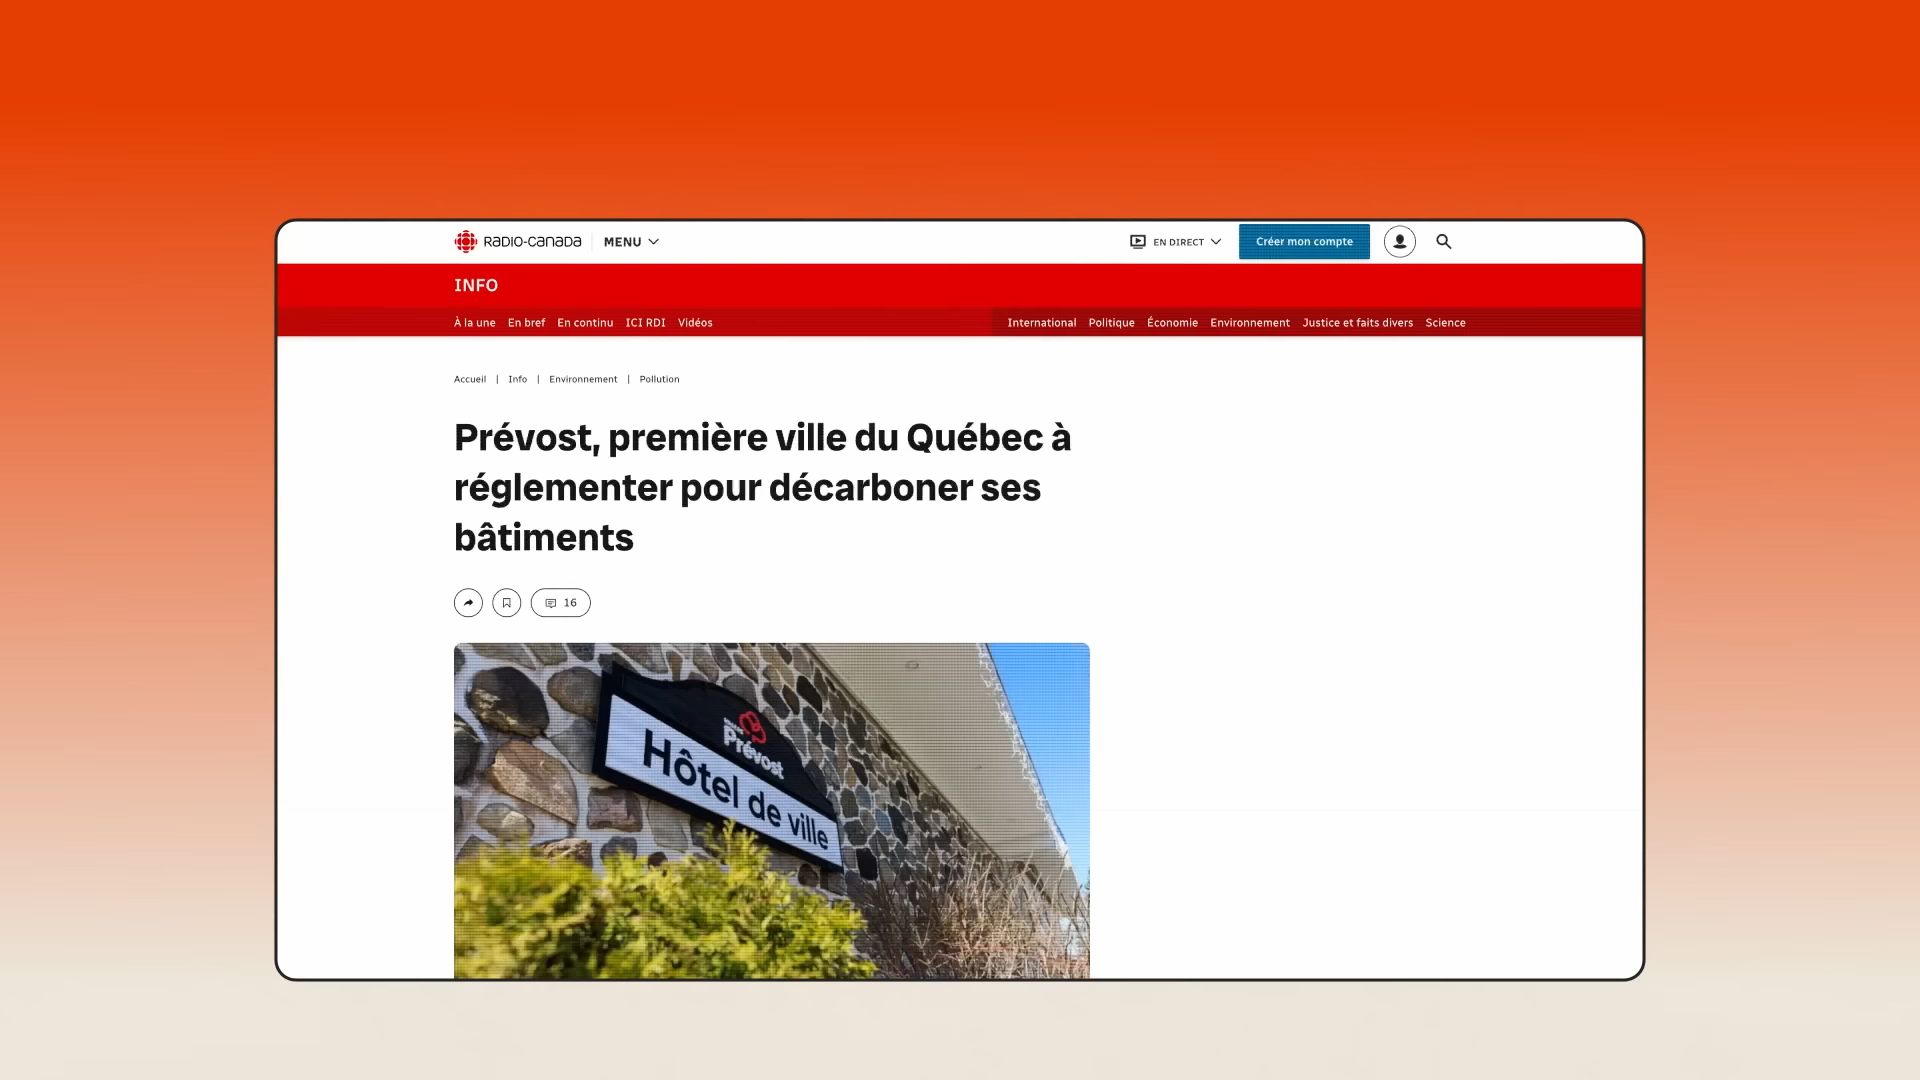 RADIO-CANADA
MENU
EN DIRECT
Créer mon compte
INFO
À la une
En bref
En continu
ICI RDI
Vidéos
International
Politique
Économie
Environnement
Justice et faits divers
Science
Accueil | Info | Environnement | Pollution
Prévost, première ville du Québec à
réglementer pour décarboner ses
bâtiments
16
Prévost
Hôtel de ville